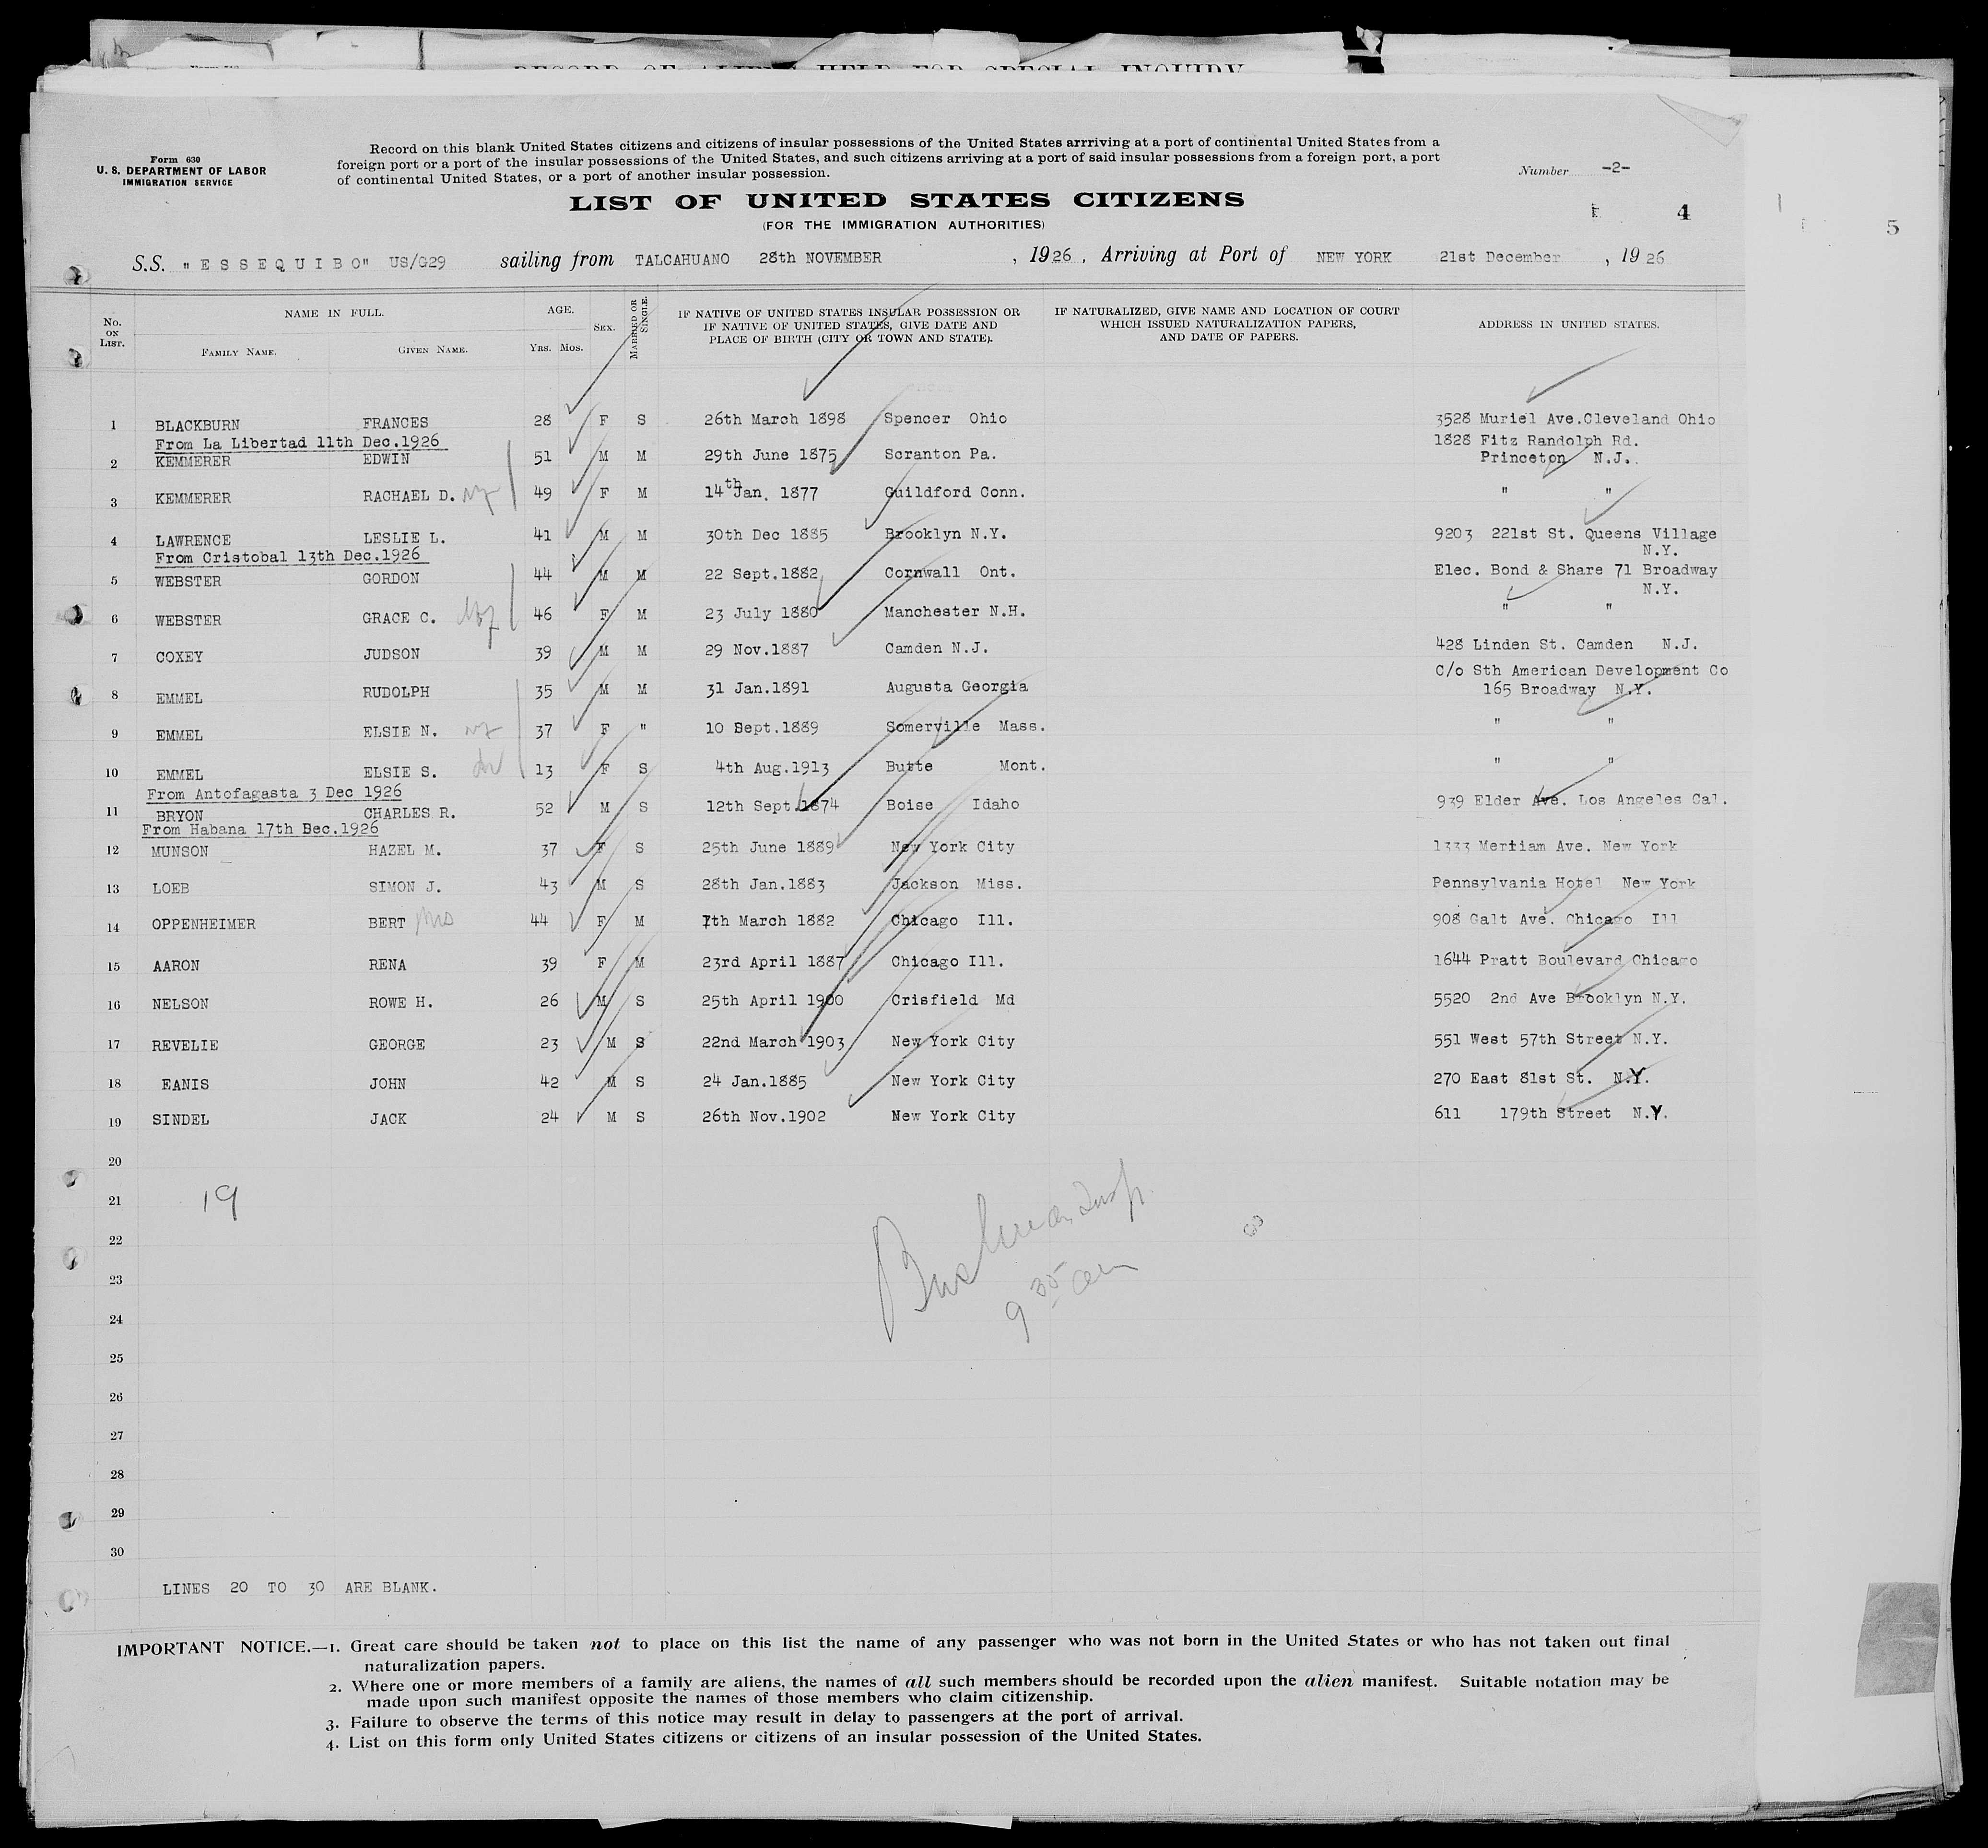 RECORD OF ALIENS HELD FOR SPECIAL INQUIRY
Form 630
U. S. DEPARTMENT OF LABOR
IMMIGRATION SERVICE
Record on this blank United States citizens and citizens of insular possessions of the United States arrriving at a port of continental United States from a
foreign port or a port of the insular possessions of the United States, and such citizens arriving at a port of said insular possessions from a foreign port, a port
of continental United States, or a port of another insular possession.
Number -2-
LIST OF UNITED STATES CITIZENS
(FOR THE IMMIGRATION AUTHORITIES)
4
5
S.S. "ESSEQUIBO" US/G29 sailing from TALCAHUANO 28th NOVEMBER , 1926 , Arriving at Port of NEW YORK 21st December , 1926
No. ON LIST.
NAME IN FULL.
FAMILY NAME. GIVEN NAME.
AGE.
YRS. MOS.
SEX.
MARRIED OR SINGLE.
IF NATIVE OF UNITED STATES INSULAR POSSESSION OR
IF NATIVE OF UNITED STATES, GIVE DATE AND
PLACE OF BIRTH (CITY OR TOWN AND STATE).
IF NATURALIZED, GIVE NAME AND LOCATION OF COURT
WHICH ISSUED NATURALIZATION PAPERS,
AND DATE OF PAPERS.
ADDRESS IN UNITED STATES.
1 BLACKBURN FRANCES 28 F S 26th March 1898 Spencer Ohio 3528 Muriel Ave.Cleveland Ohio
From La Libertad 11th Dec.1926
2 KEMMERER EDWIN 51 M M 29th June 1875 Scranton Pa. 1828 Fitz Randolph Rd.
Princeton N.J..
3 KEMMERER RACHAEL D. 49 F M 14th Jan. 1877 Guildford Conn. " "
4 LAWRENCE LESLIE L. 41 M M 30th Dec 1885 Brooklyn N.Y. 9203 221st St. Queens Village
N.Y.
From Cristobal 13th Dec.1926
5 WEBSTER GORDON 44 M M 22 Sept.1882 Cornwall Ont. Elec. Bond & Share 71 Broadway
N.Y.
6 WEBSTER GRACE C. 46 F M 23 July 1880 Manchester N.H. " "
7 COXEY JUDSON 39 M M 29 Nov.1887 Camden N.J. 428 Linden St. Camden N.J.
8 EMMEL RUDOLPH 35 M M 31 Jan.1891 Augusta Georgia C/o Sth American Development Co
165 Broadway N.Y.
9 EMMEL ELSIE N. 37 F " 10 Sept.1889 Somerville Mass. " "
10 EMMEL ELSIE S. 13 F S 4th Aug.1913 Butte Mont. " "
From Antofagasta 3 Dec 1926
11 BRYON CHARLES R. 52 M S 12th Sept.1874 Boise Idaho 939 Elder Ave. Los Angeles Cal.
From Habana 17th Dec.1926
12 MUNSON HAZEL M. 37 F S 25th June 1889 New York City 1333 Merriam Ave. New York
13 LOEB SIMON J. 43 M S 28th Jan.1883 Jackson Miss. Pennsylvania Hotel New York
14 OPPENHEIMER BERT Mrs 44 F M 7th March 1882 Chicago Ill. 908 Galt Ave. Chicago Ill
15 AARON RENA 39 F M 23rd April 1887 Chicago Ill. 1644 Pratt Boulevard Chicago
16 NELSON ROWE H. 26 M S 25th April 1900 Crisfield Md 5520 2nd Ave Brooklyn N.Y.
17 REVELIE GEORGE 23 M S 22nd March 1903 New York City 551 West 57th Street N.Y.
18 EANIS JOHN 42 M S 24 Jan.1885 New York City 270 East 81st St. N.Y.
19 SINDEL JACK 24 M S 26th Nov.1902 New York City 611 179th Street N.Y.
20
21 19
22
23
24
25
26
27
28
29
30
Bushman Insp.
9 35 am
LINES 20 TO 30 ARE BLANK.
IMPORTANT NOTICE.—1. Great care should be taken not to place on this list the name of any passenger who was not born in the United States or who has not taken out final
naturalization papers.
2. Where one or more members of a family are aliens, the names of all such members should be recorded upon the alien manifest. Suitable notation may be
made upon such manifest opposite the names of those members who claim citizenship.
3. Failure to observe the terms of this notice may result in delay to passengers at the port of arrival.
4. List on this form only United States citizens or citizens of an insular possession of the United States.